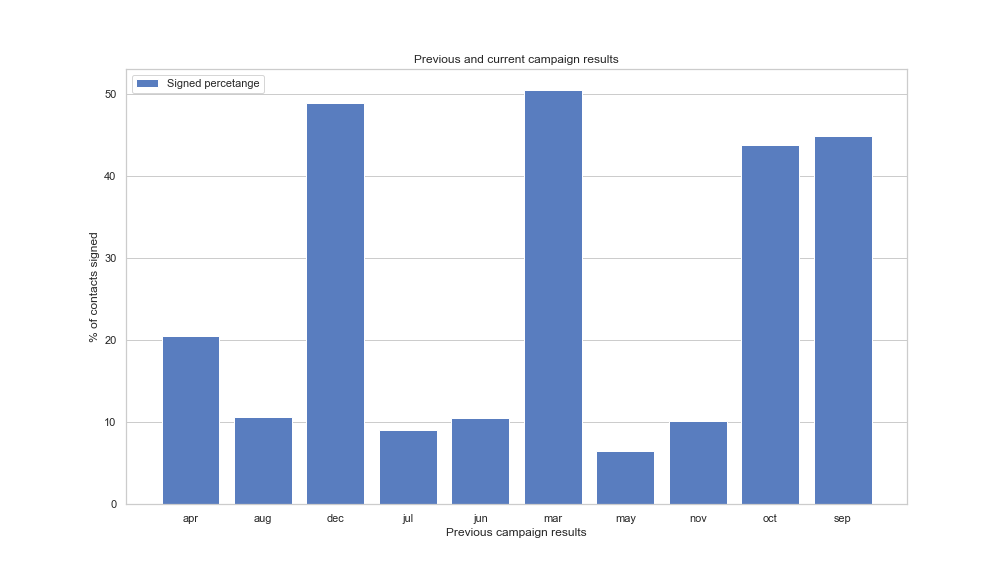 Previous and current campaign results
Signed percetange
% of contacts signed
50
40
30
20
10
0
apr aug dec jul jun mar may nov oct sep
Previous campaign results